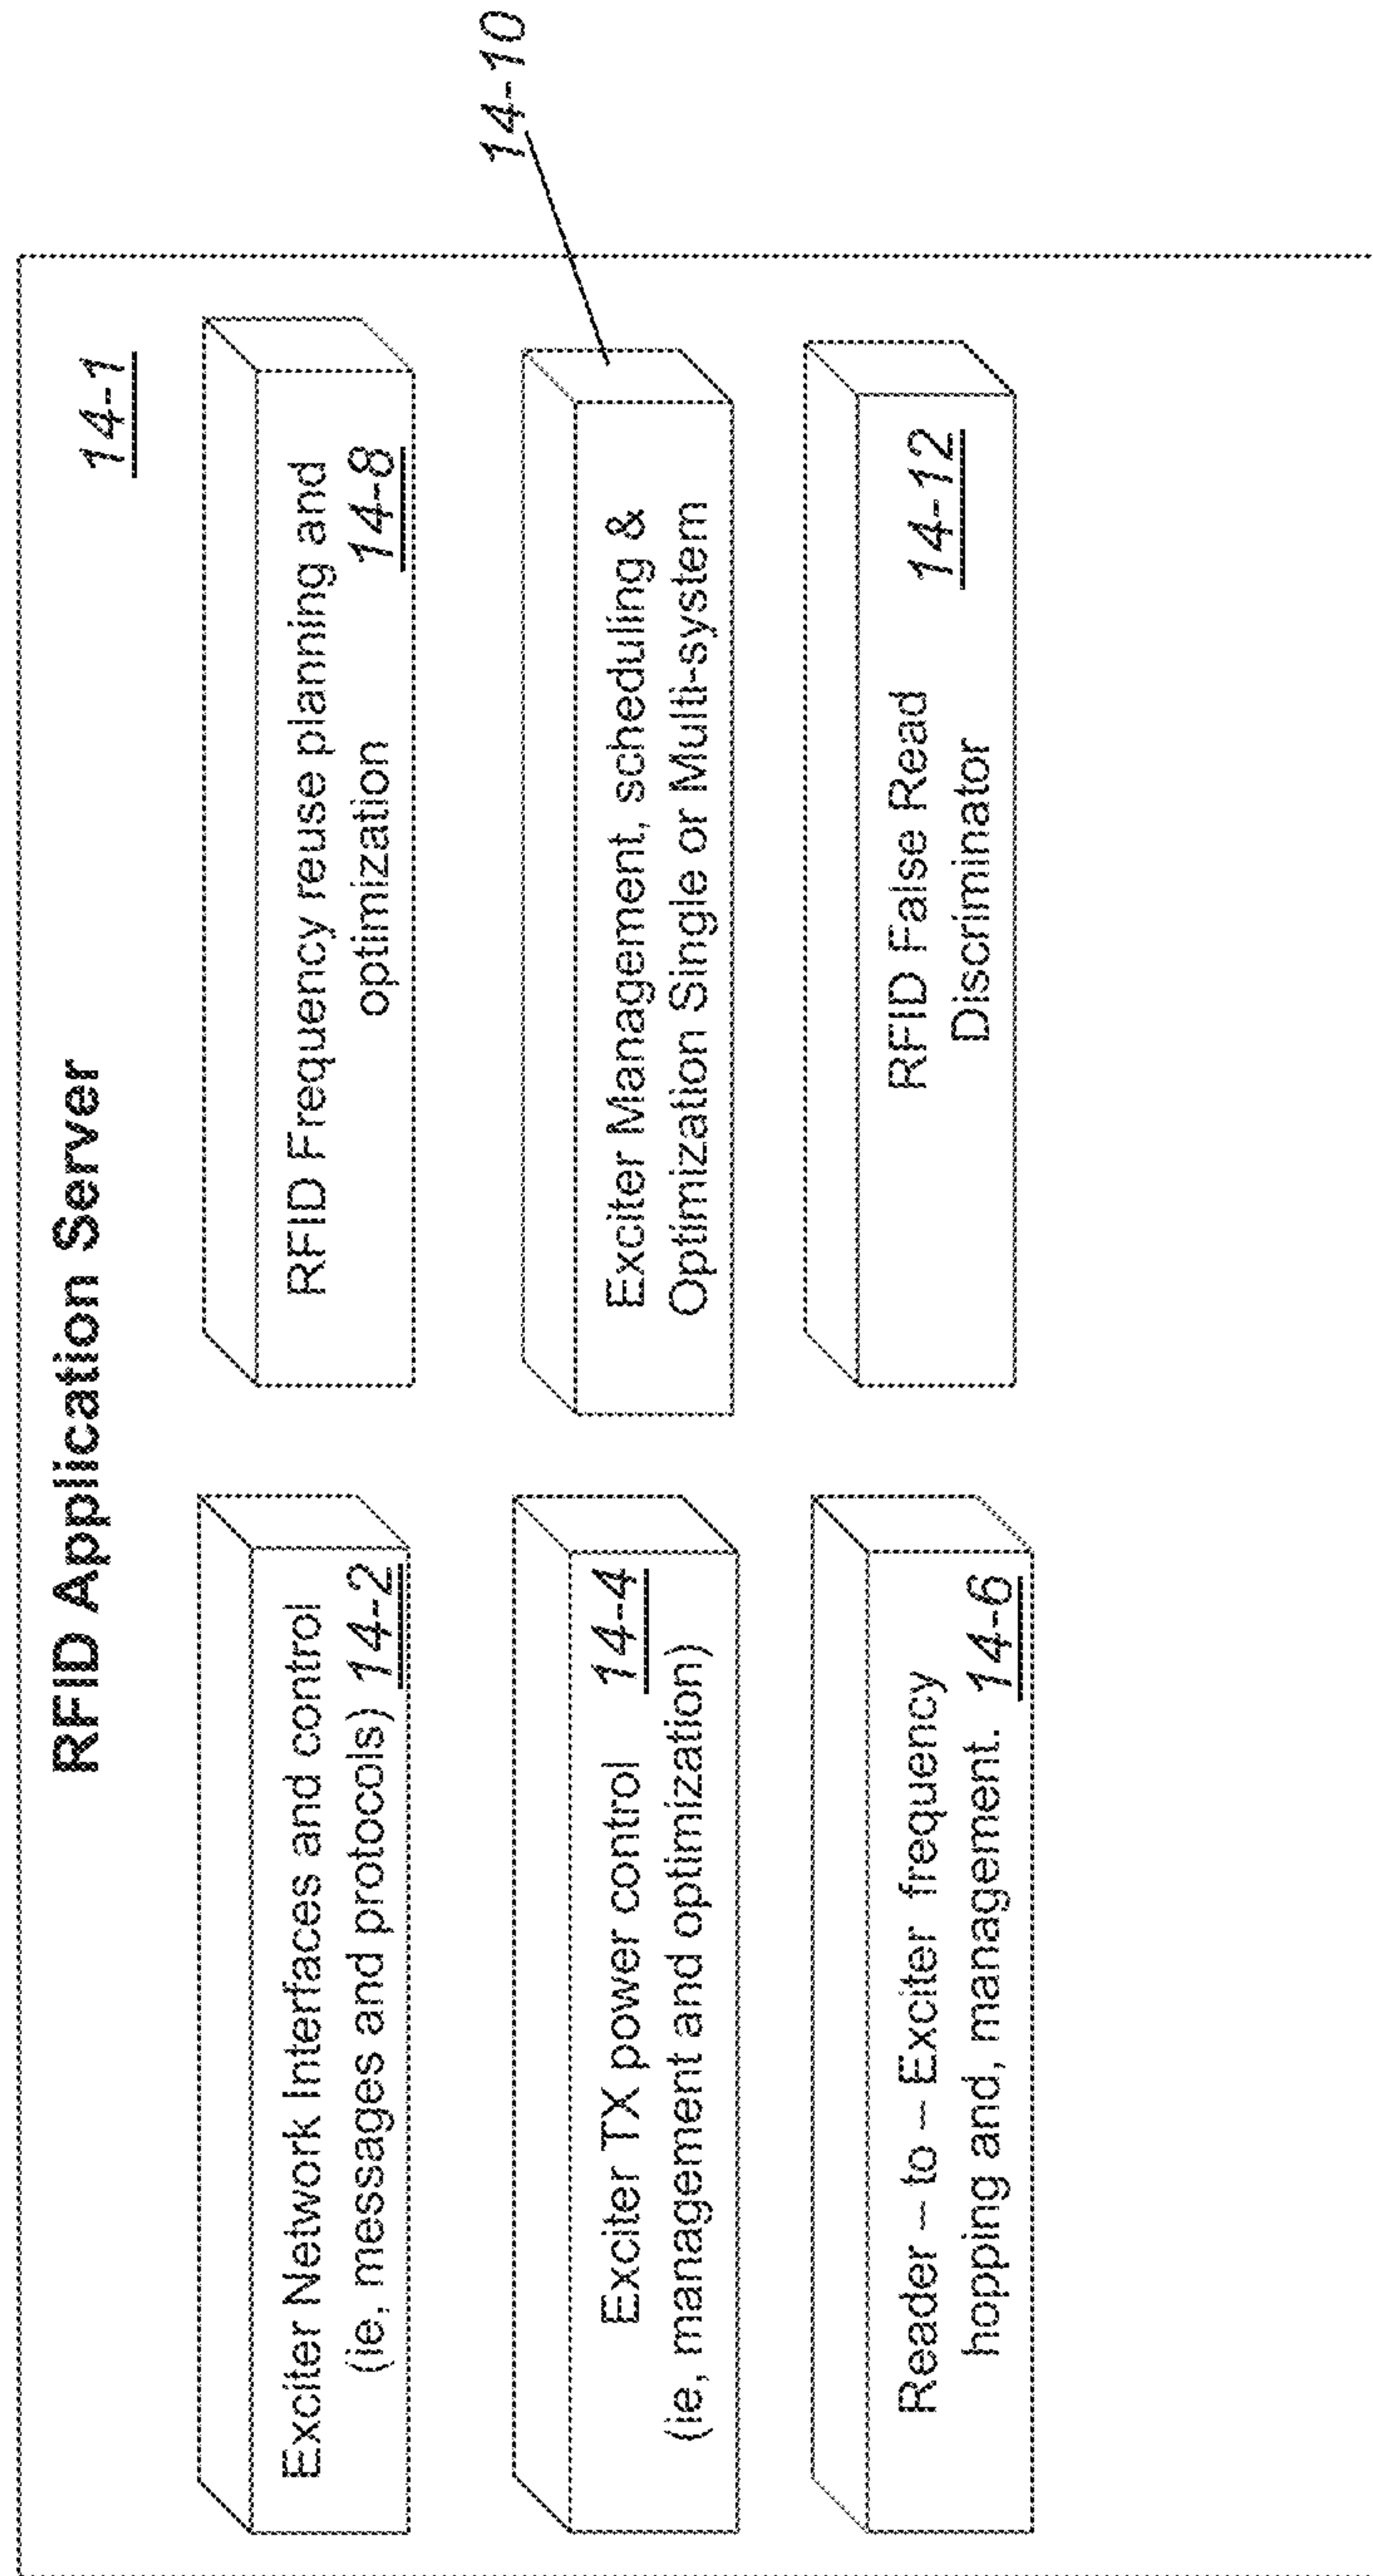 RFID Application Server
14-1
Exciter Network Interfaces and control
(ie, messages and protocols) 14-2
Exciter TX power control 14-4
(ie, management and optimization)
Reader – to – Exciter frequency
hopping and, management. 14-6
RFID Frequency reuse planning and
optimization 14-8
Exciter Management, scheduling &
Optimization Single or Multi-system
14-10
RFID False Read
Discriminator 14-12